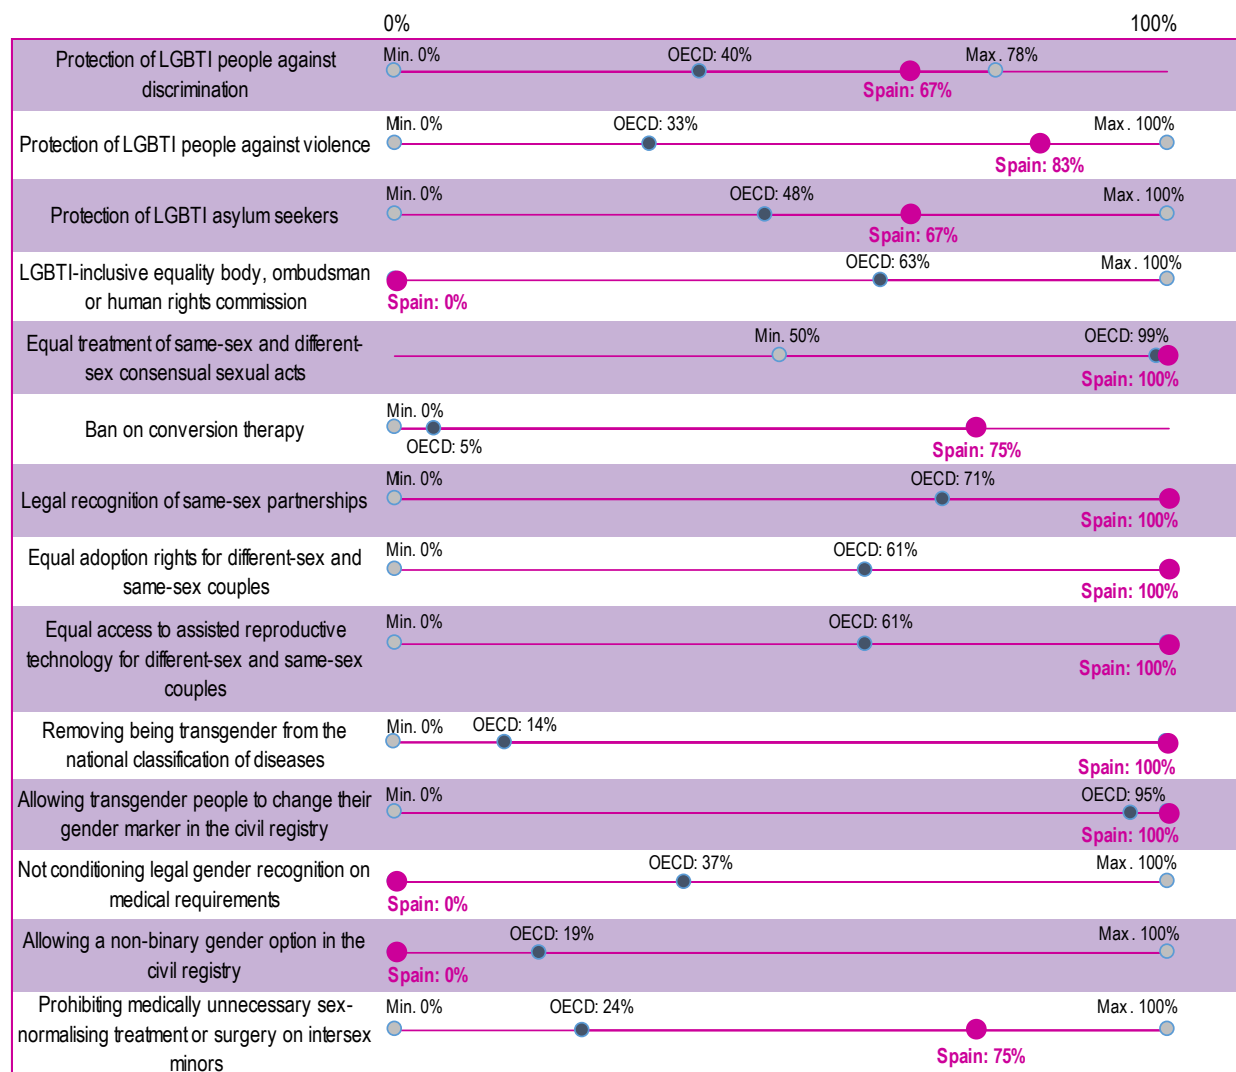 0%
100%
Protection of LGBTI people against
discrimination
Min. 0%
OECD: 40%
Max. 78%
Spain: 67%
Protection of LGBTI people against violence
Min. 0%
OECD: 33%
Max. 100%
Spain: 83%
Protection of LGBTI asylum seekers
Min. 0%
OECD: 48%
Max. 100%
Spain: 67%
LGBTI-inclusive equality body, ombudsman
or human rights commission
OECD: 63%
Max. 100%
Spain: 0%
Equal treatment of same-sex and different-
sex consensual sexual acts
Min. 50%
OECD: 99%
Spain: 100%
Ban on conversion therapy
Min. 0%
OECD: 5%
Spain: 75%
Legal recognition of same-sex partnerships
Min. 0%
OECD: 71%
Spain: 100%
Equal adoption rights for different-sex and
same-sex couples
Min. 0%
OECD: 61%
Spain: 100%
Equal access to assisted reproductive
technology for different-sex and same-sex
couples
Min. 0%
OECD: 61%
Spain: 100%
Removing being transgender from the
national classification of diseases
Min. 0%
OECD: 14%
Spain: 100%
Allowing transgender people to change their
gender marker in the civil registry
Min. 0%
OECD: 95%
Spain: 100%
Not conditioning legal gender recognition on
medical requirements
OECD: 37%
Max. 100%
Spain: 0%
Allowing a non-binary gender option in the
civil registry
OECD: 19%
Max. 100%
Spain: 0%
Prohibiting medically unnecessary sex-
normalising treatment or surgery on intersex
minors
Min. 0%
OECD: 24%
Max. 100%
Spain: 75%